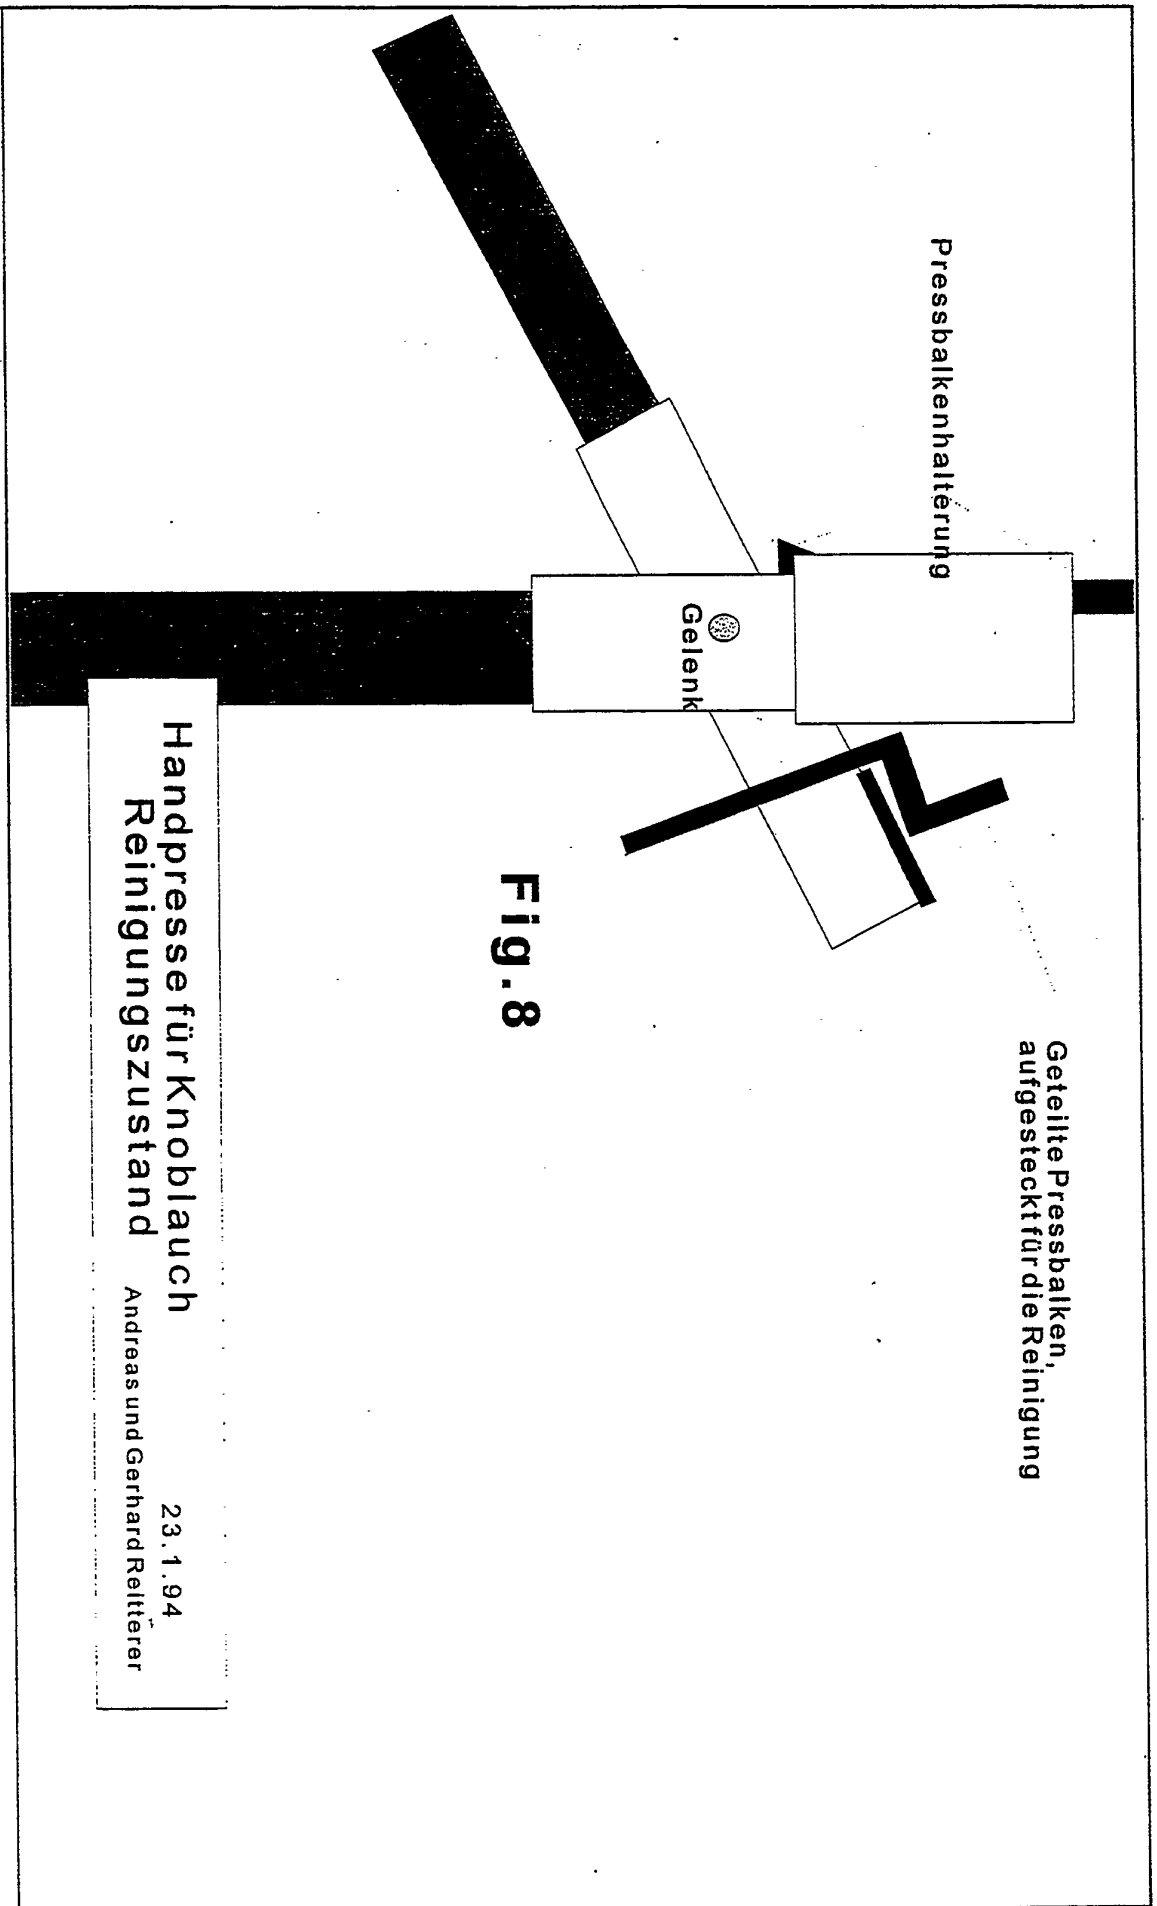 Pressbalkenhalterung
Geteilte Pressbalken,
aufgesteckt für die Reinigung
Gelenk
Fig.8
Handpresse für Knoblauch
Reinigungszustand
23.1.94
Andreas und Gerhard Reitterer